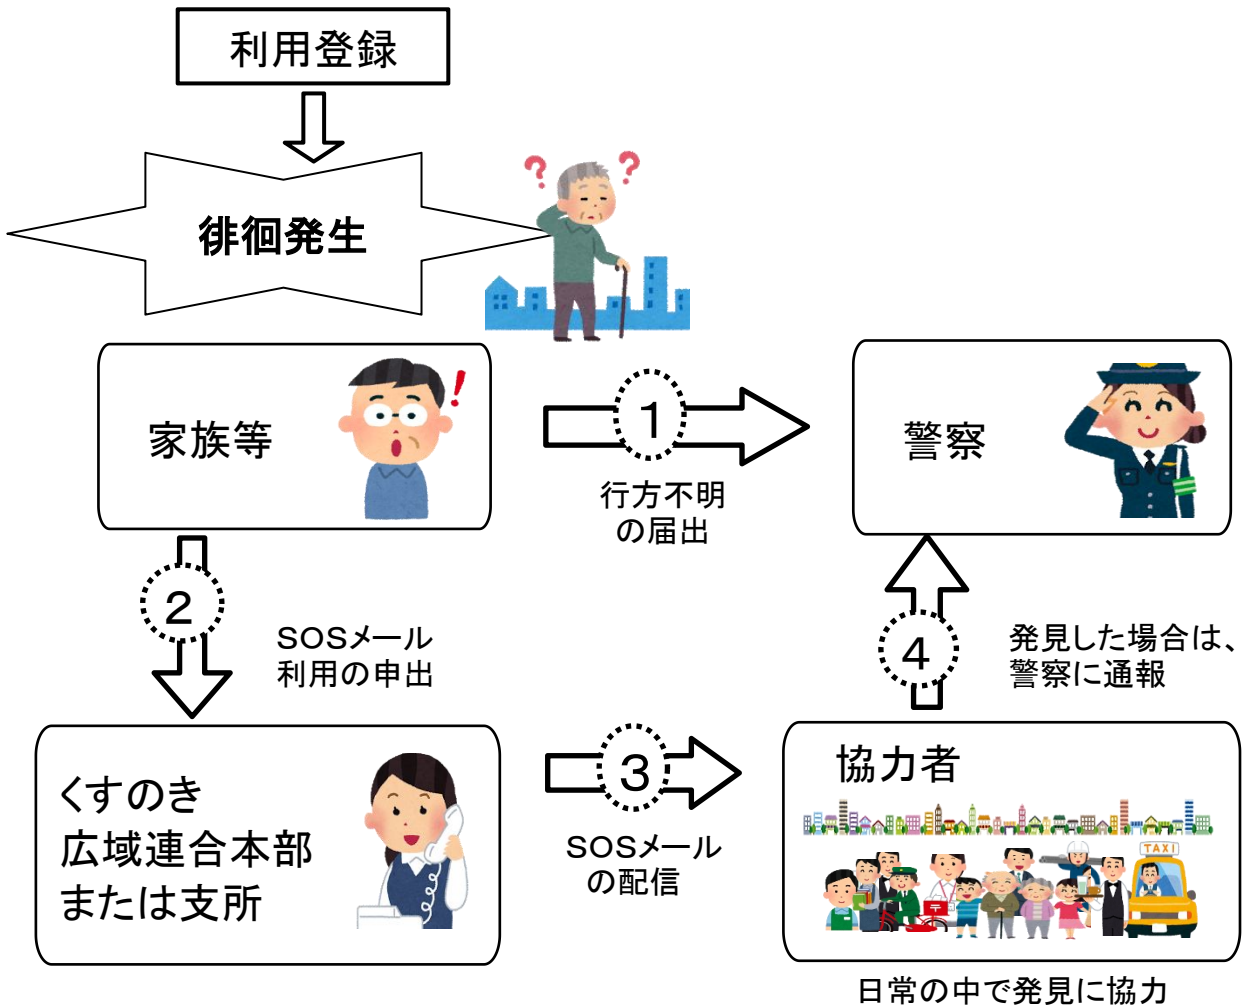 利用登録
徘徊発生
? ?
家族等
!
1
行方不明
の届出
警察
2
SOSメール
利用の申出
4
発見した場合は、
警察に通報
くすのき
広域連合本部
または支所
3
SOSメール
の配信
協力者
TAXI
〒
日常の中で発見に協力